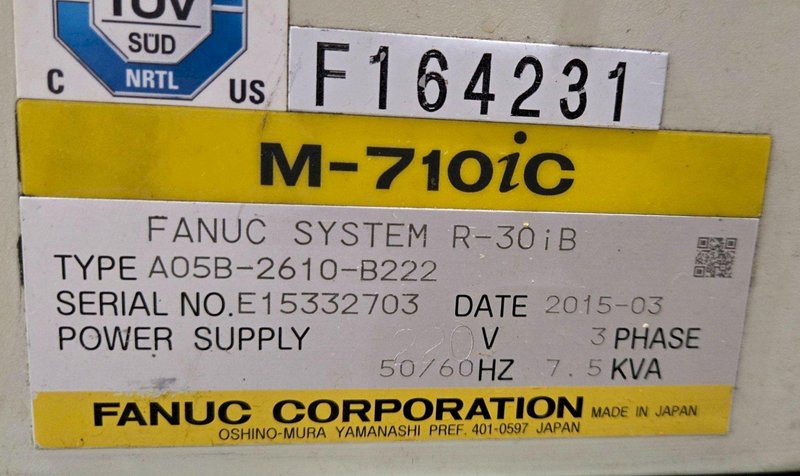 TÜV
SÜD
C NRTL US
F164231
M-710iC
FANUC SYSTEM R-30iB
TYPE A05B-2610-B222
SERIAL NO. E15332703 DATE 2015-03
POWER SUPPLY 220 V 3 PHASE
50/60 HZ 7.5 KVA
FANUC CORPORATION MADE IN JAPAN
OSHINO-MURA YAMANASHI PREF. 401-0597 JAPAN